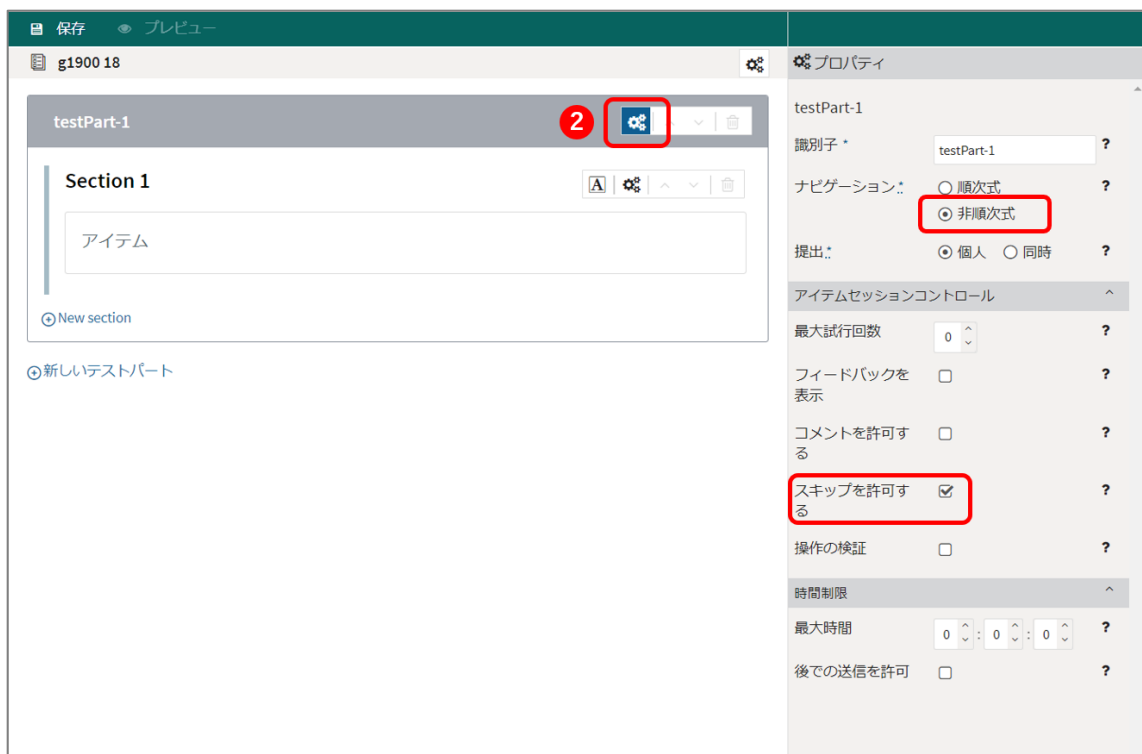 保存 プレビュー
g1900 18
プロパティ
testPart-1
2
Section 1
A
アイテム
New section
新しいテストパート
testPart-1
識別子 * testPart-1 ?
ナビゲーション * 順次式 ?
非順次式
提出 * 個人 同時 ?
アイテムセッションコントロール
最大試行回数 0 ?
フィードバックを ?
表示
コメントを許可す ?
る
スキップを許可す ?
る
操作の検証 ?
時間制限
最大時間 0 : 0 : 0 ?
後での送信を許可 ?